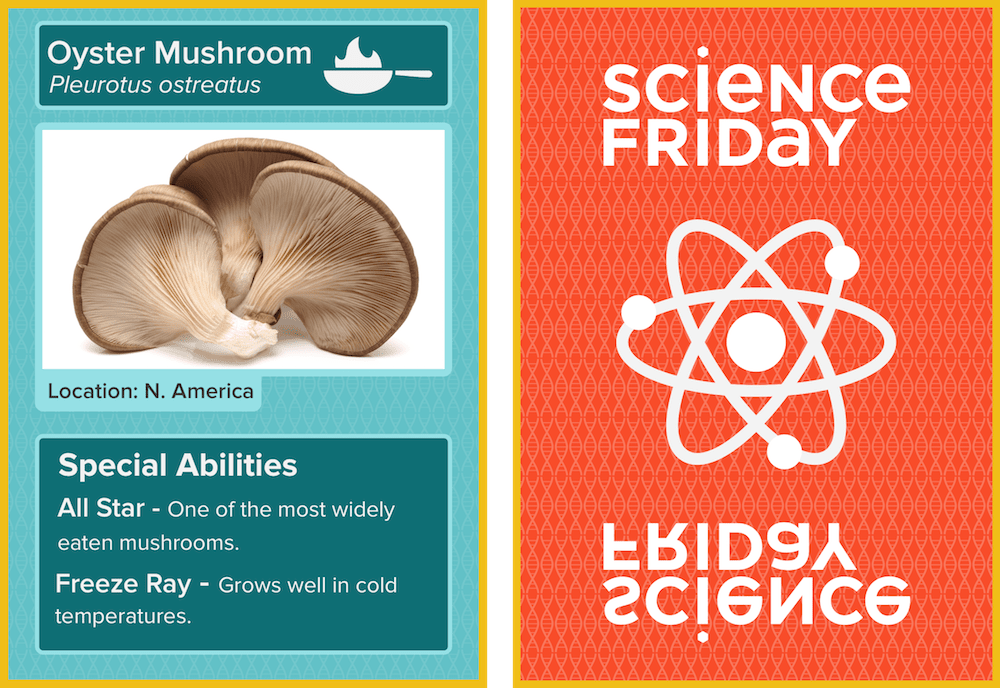 Oyster Mushroom
Pleurotus ostreatus
Location: N. America
Special Abilities
All Star - One of the most widely
eaten mushrooms.
Freeze Ray - Grows well in cold
temperatures.
SCIENCE
FRIDAY
FRIDAY
SCIENCE